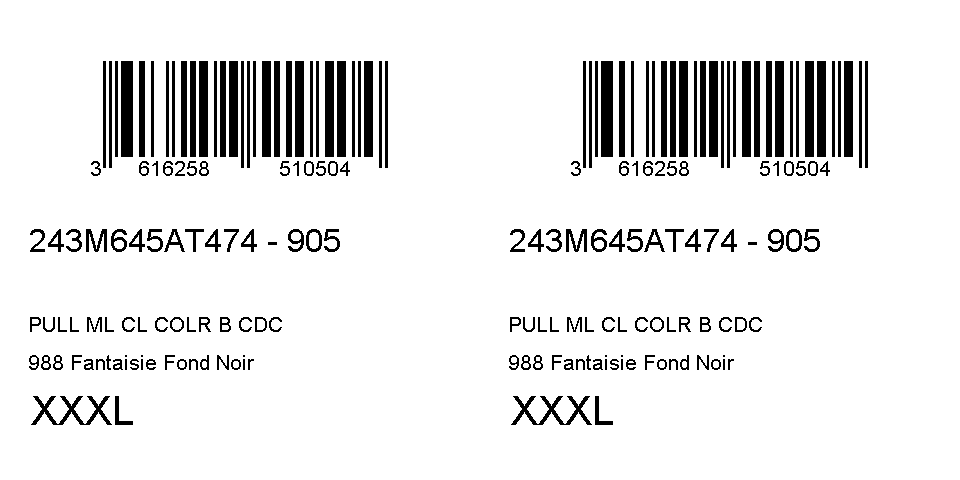 3 616258 510504
243M645AT474 - 905
PULL ML CL COLR B CDC
988 Fantaisie Fond Noir
XXXL
3 616258 510504
243M645AT474 - 905
PULL ML CL COLR B CDC
988 Fantaisie Fond Noir
XXXL